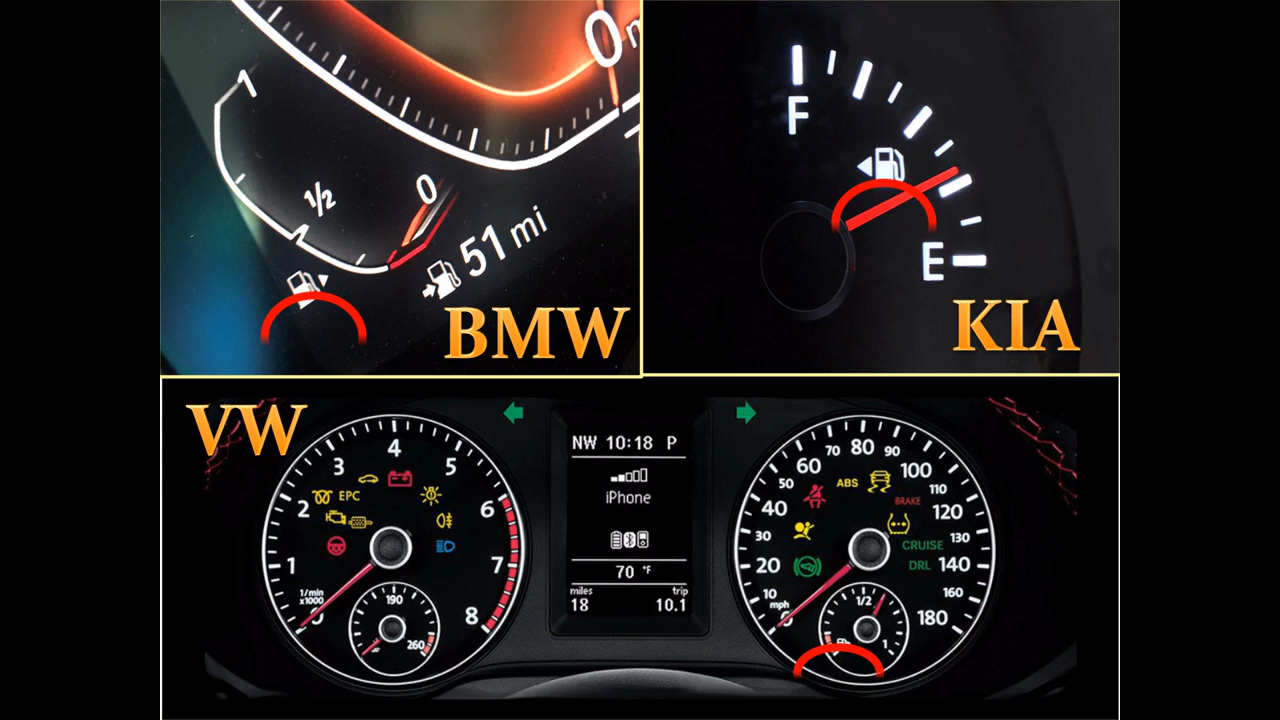 0
1
1/2
0
51 mi
BMW
F
E
KIA
VW
1
2
3
4
5
6
7
8
EPC
1/min
x1000
0
190
260
NW 10:18 P
iPhone
70 °F
miles trip
18 10.1
0
10
20
30
40
50
60
70
80
90
100
110
120
130
140
160
180
mph
ABS
BRAKE
CRUISE
DRL
1/2
1